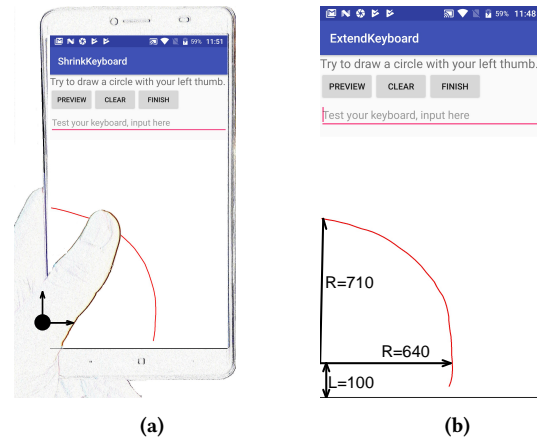 59% 11:51
ShrinkKeyboard
Try to draw a circle with your left thumb.
PREVIEW CLEAR FINISH
Test your keyboard, input here
(a)
59% 11:48
ExtendKeyboard
Try to draw a circle with your left thumb.
PREVIEW CLEAR FINISH
Test your keyboard, input here
R=710
R=640
L=100
(b)